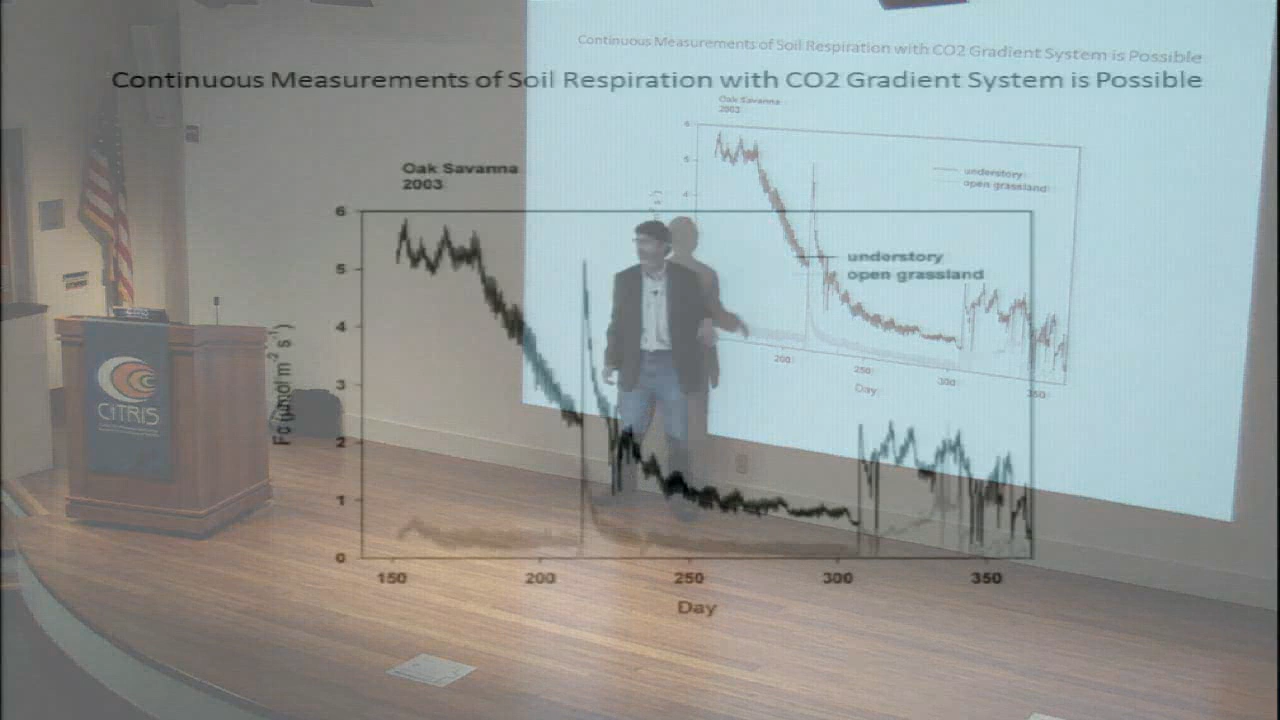 Continuous Measurements of Soil Respiration with CO2 Gradient System is Possible
Continuous Measurements of Soil Respiration with CO2 Gradient System is Possible
Oak Savanna
2003
6
5
4
understory
open grassland
200
250
300
350
Day
Oak Savanna
2003
6
5
4
3
2
1
0
Fc (µmol m-2 s-1)
understory
open grassland
150
200
250
300
350
Day
CiTRIS